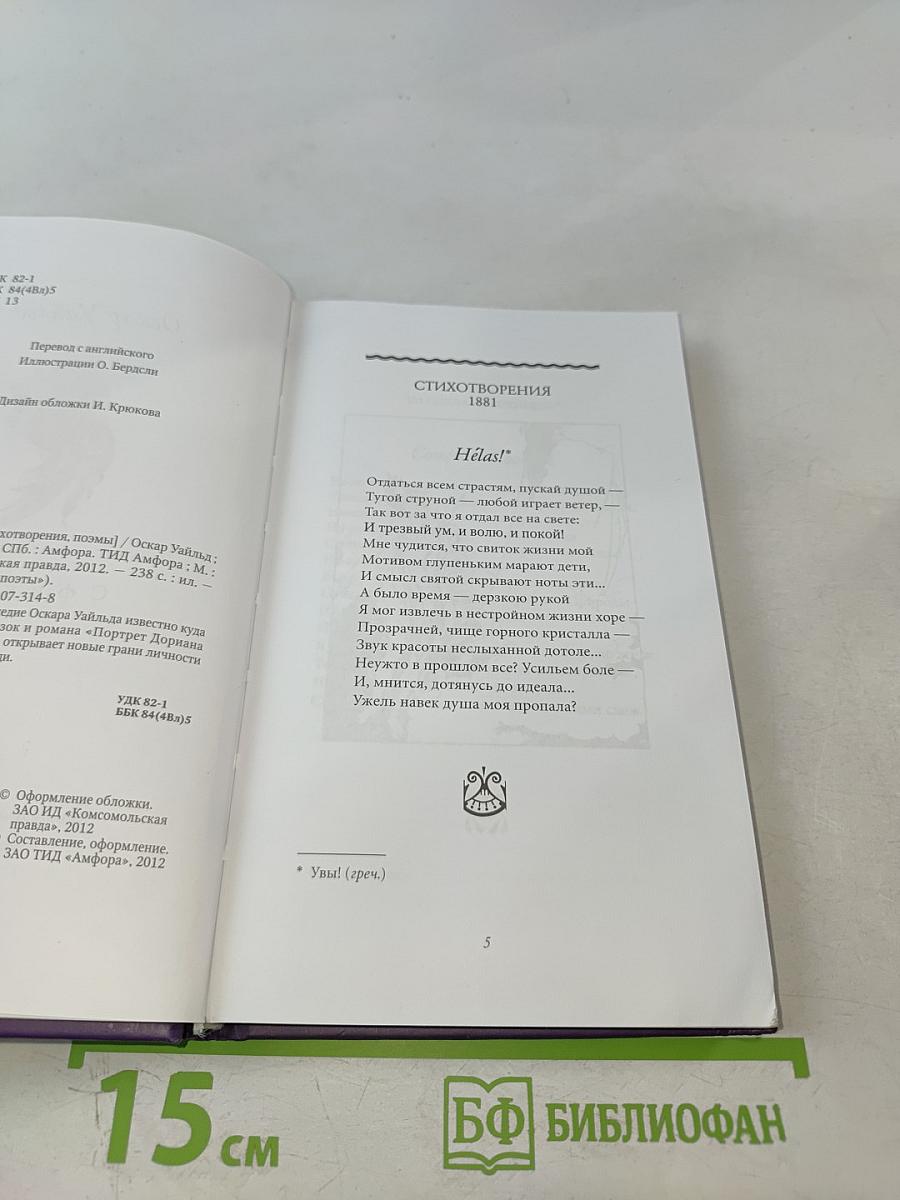 82-1
84(4Вл)5
13
Перевод с английского
Иллюстрации О. Бердсли
Дизайн обложки И. Крюкова
поэмы] / Оскар Уайльд ;
СПб. : Амфора. ТИД Амфора ; М. :
правда, 2012. — 238 с. : ил. —
поэты»).
07-314-8
Оскара Уайльда известно куда
и романа «Портрет Дориана
открывает новые грани личности
УДК 82-1
ББК 84(4Вл)5
© Оформление обложки.
ЗАО ИД «Комсомольская
правда», 2012
Составление, оформление.
ЗАО ТИД «Амфора», 2012
СТИХОТВОРЕНИЯ
1881
Hélas!*
Отдаться всем страстям, пускай душой —
Тугой струной — любой играет ветер, —
Так вот за что я отдал все на свете:
И трезвый ум, и волю, и покой!
Мне чудится, что свиток жизни мой
Мотивом глупеньким марают дети,
И смысл святой скрывают ноты эти...
А было время — дерзкою рукой
Я мог извлечь в нестройном жизни хоре —
Прозрачней, чище горного кристалла —
Звук красоты неслыханной дотоле...
Неужто в прошлом все? Усильем боле —
И, мнится, дотянусь до идеала...
Ужель навек душа моя пропала?
* Увы! (греч.)
5
15 см
БФ БИБЛИОФАН